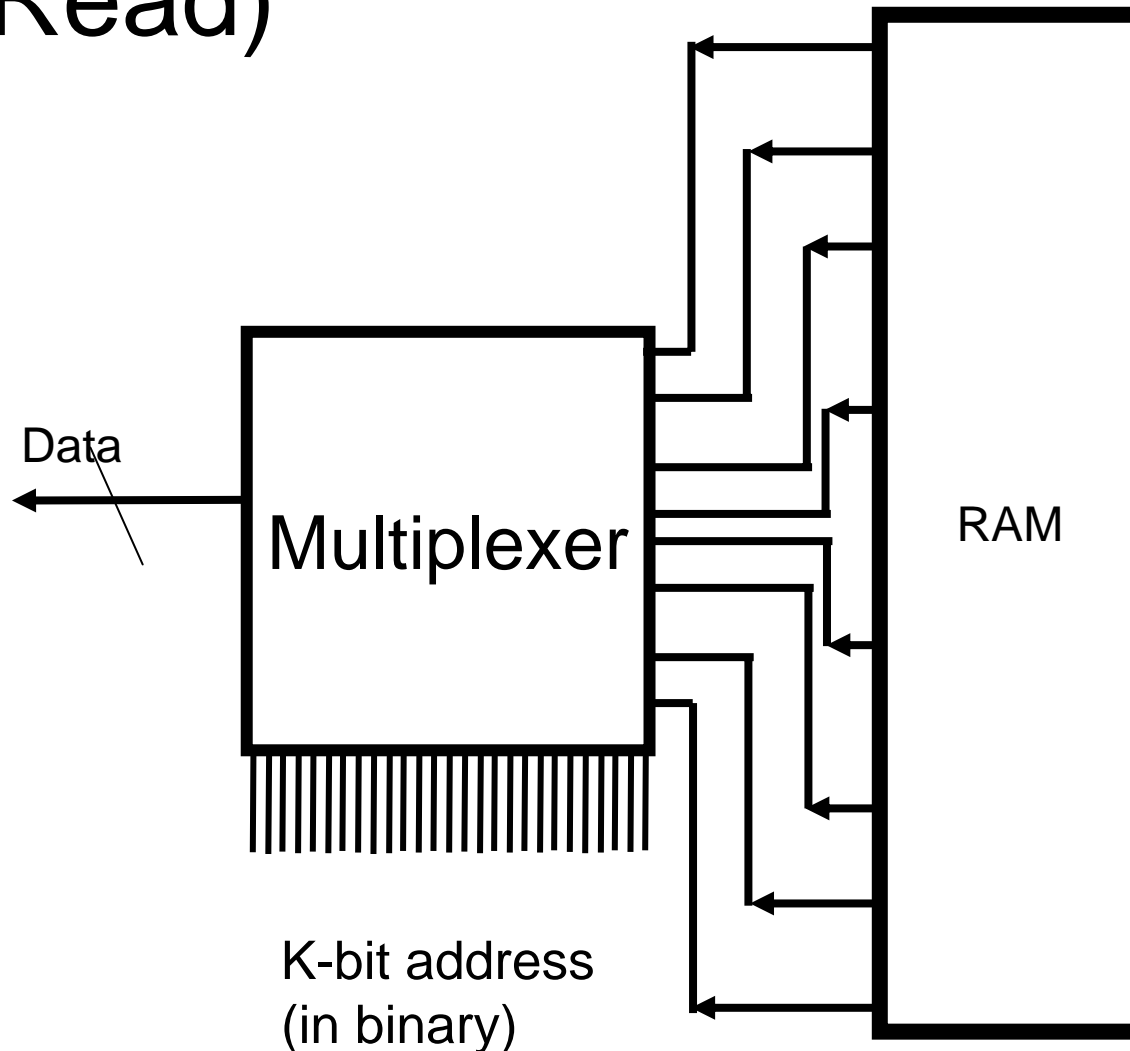 Read)
Data
Multiplexer
RAM
K-bit address
(in binary)